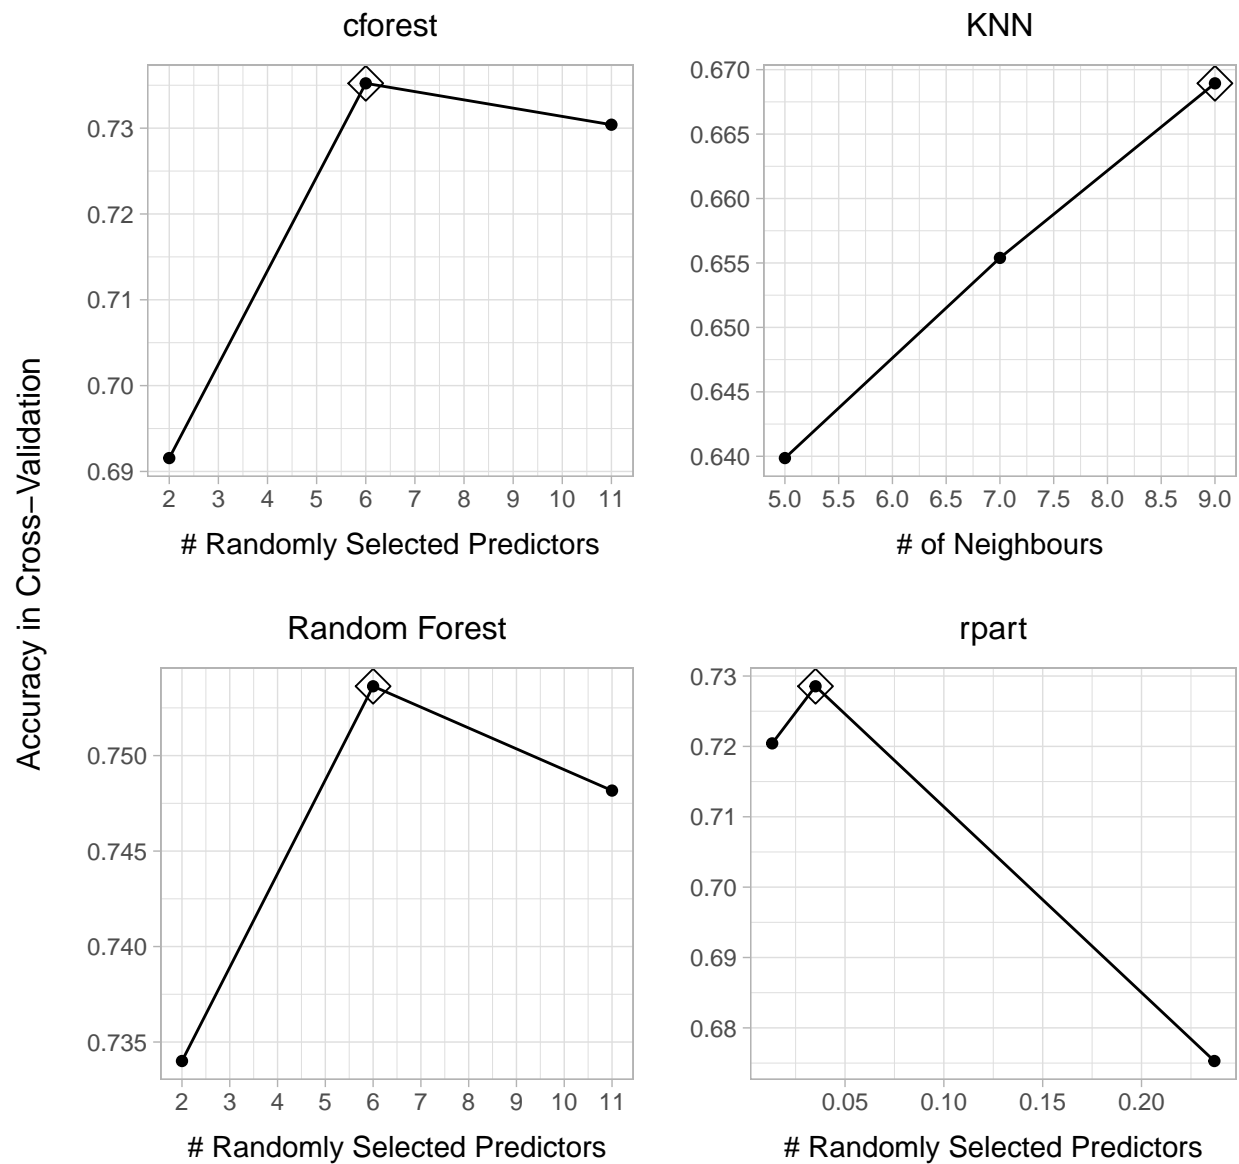 Accuracy in Cross−Validation
cforest
0.73
0.72
0.71
0.70
0.69
2 3 4 5 6 7 8 9 10 11
# Randomly Selected Predictors
KNN
0.670
0.665
0.660
0.655
0.650
0.645
0.640
5.0 5.5 6.0 6.5 7.0 7.5 8.0 8.5 9.0
# of Neighbours
Random Forest
0.750
0.745
0.740
0.735
2 3 4 5 6 7 8 9 10 11
# Randomly Selected Predictors
rpart
0.73
0.72
0.71
0.70
0.69
0.68
0.05 0.10 0.15 0.20
# Randomly Selected Predictors